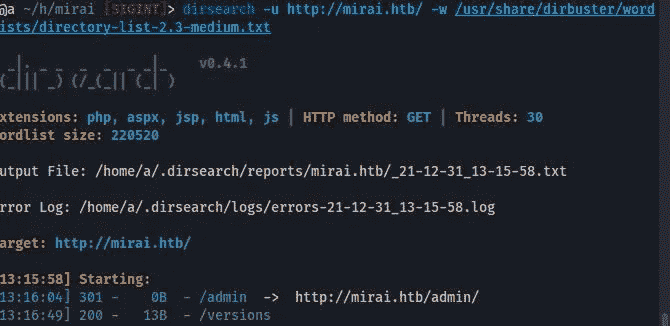 @a ~/h/mirai [SIGINT]> dirsearch -u http://mirai.htb/ -w /usr/share/dirbuster/word
ists/directory-list-2.3-medium.txt
v0.4.1
xtensions: php, aspx, jsp, html, js | HTTP method: GET | Threads: 30
ordlist size: 220520
utput File: /home/a/.dirsearch/reports/mirai.htb/_21-12-31_13-15-58.txt
rror Log: /home/a/.dirsearch/logs/errors-21-12-31_13-15-58.log
arget: http://mirai.htb/
13:15:58] Starting:
13:16:04] 301 -    0B  - /admin  ->  http://mirai.htb/admin/
13:16:49] 200 -   13B  - /versions